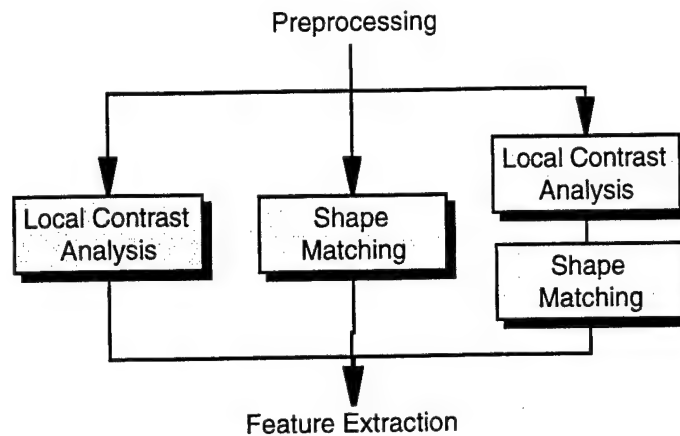 Preprocessing
Local Contrast
Analysis
Shape
Matching
Local Contrast
Analysis
Shape
Matching
Feature Extraction